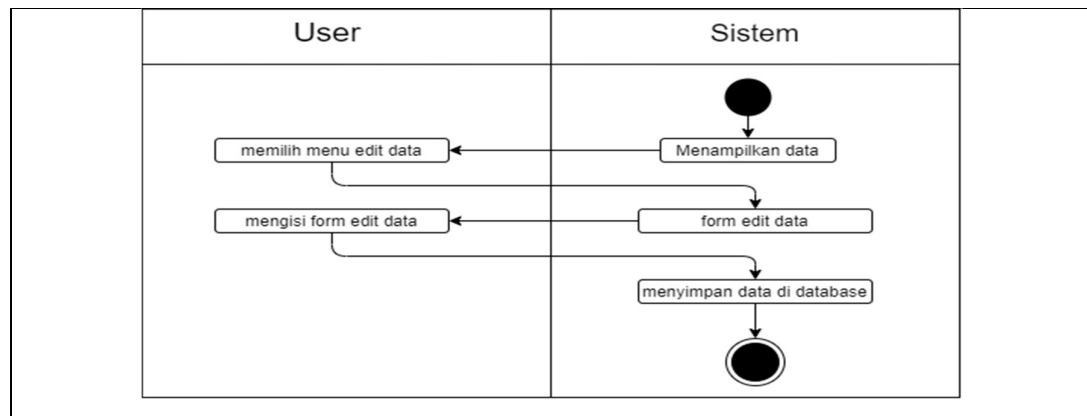 User
Sistem
Menampilkan data
memilih menu edit data
form edit data
mengisi form edit data
menyimpan data di database